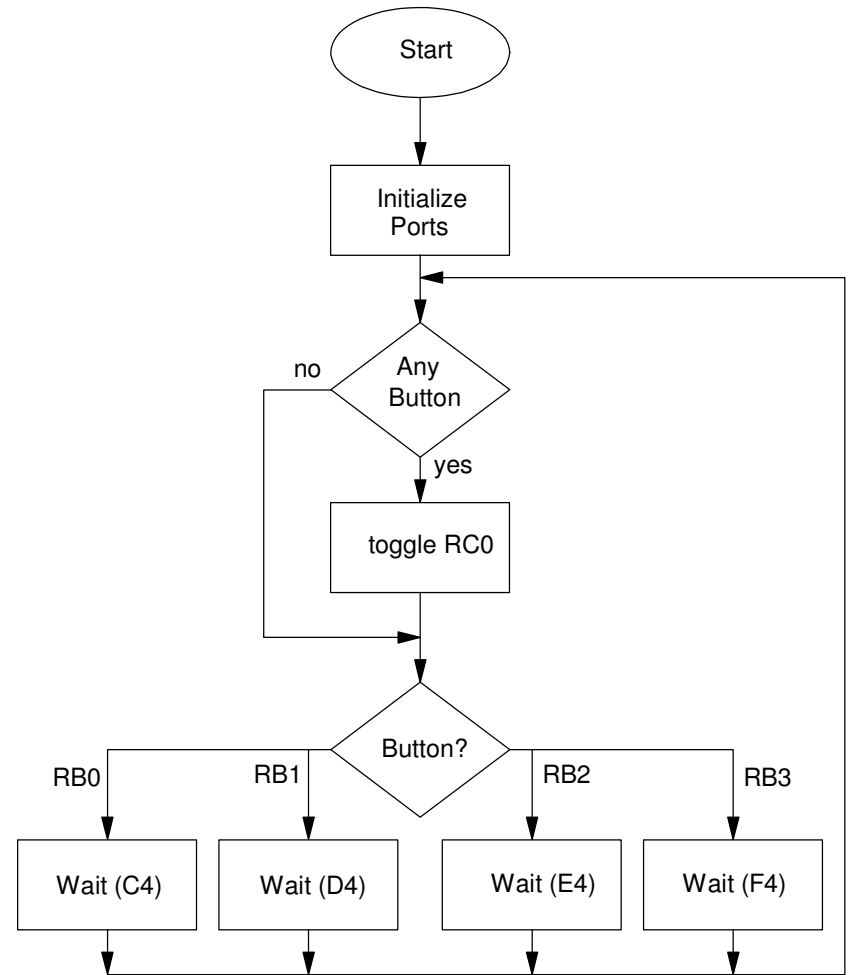 Start
Initialize
Ports
Any
Button
no
yes
toggle RC0
Button?
RB0
RB1
RB2
RB3
Wait (C4)
Wait (D4)
Wait (E4)
Wait (F4)